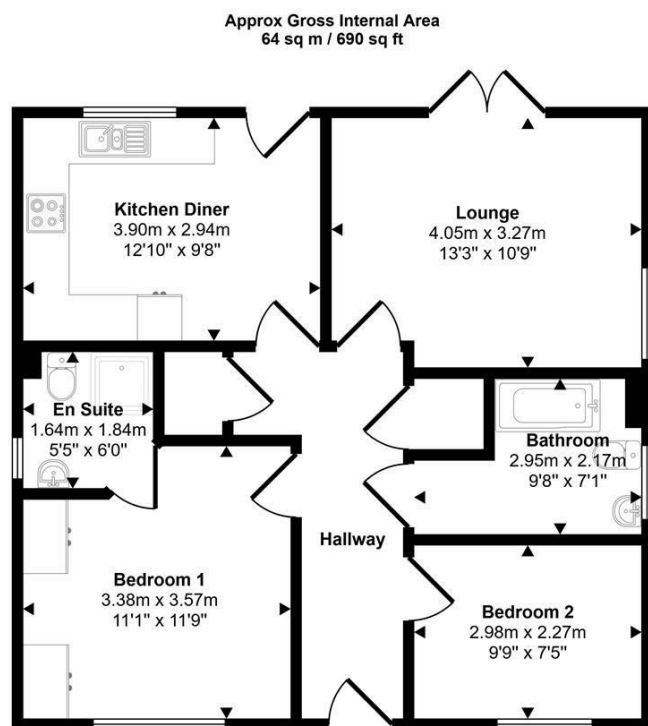 Approx Gross Internal Area
64 sq m / 690 sq ft
Kitchen Diner
3.90m x 2.94m
12'10" x 9'8"
Lounge
4.05m x 3.27m
13'3" x 10'9"
En Suite
1.64m x 1.84m
5'5" x 6'0"
Bathroom
2.95m x 2.17m
9'8" x 7'1"
Hallway
Bedroom 1
3.38m x 3.57m
11'1" x 11'9"
Bedroom 2
2.98m x 2.27m
9'9" x 7'5"